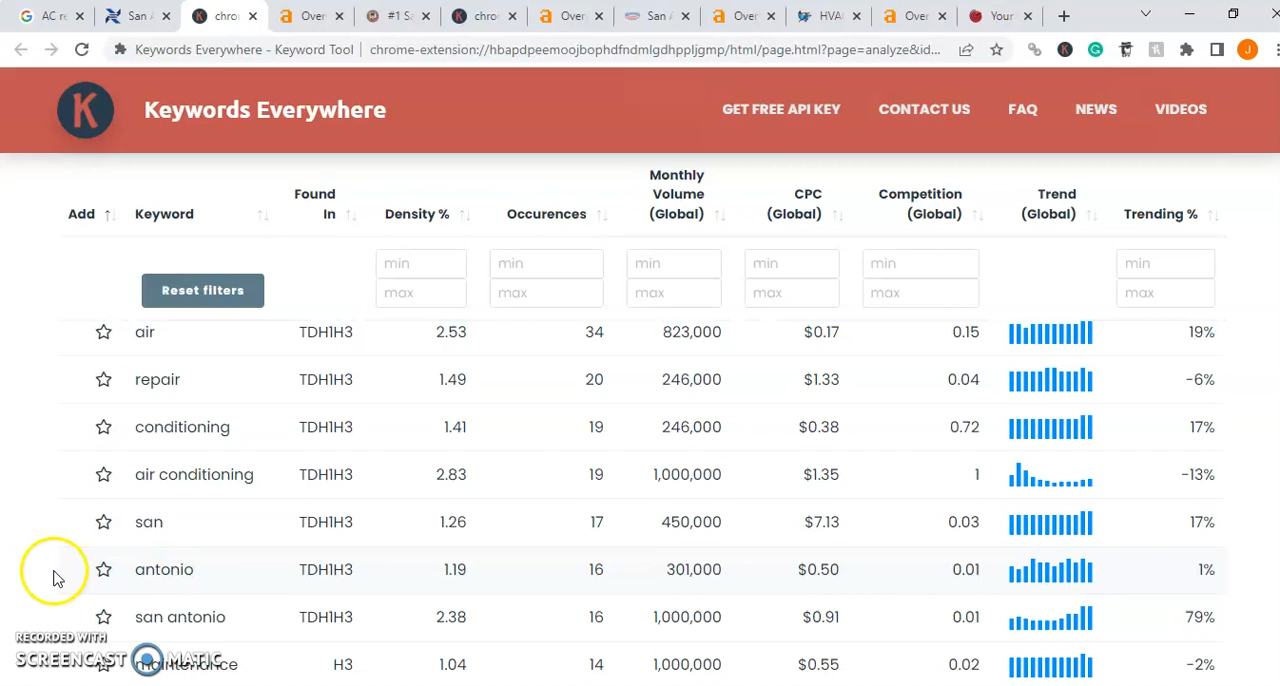 AC re
San A
chrom
Over
#1 Sa
chrom
Over
San A
Over
HVA
Over
Your
Keywords Everywhere - Keyword Tool | chrome-extension://hbapdpeemoojbophdfndmlgdhppljgmp/html/page.html?page=analyze&id... J
K Keywords Everywhere GET FREE API KEY CONTACT US FAQ NEWS VIDEOS
Add Keyword Found In Density % Occurences Monthly Volume (Global) CPC (Global) Competition (Global) Trend (Global) Trending %
min min min min min min
Reset filters
max max max max max max
air TDH1H3 2.53 34 823,000 $0.17 0.15 19%
repair TDH1H3 1.49 20 246,000 $1.33 0.04 -6%
conditioning TDH1H3 1.41 19 246,000 $0.38 0.72 17%
air conditioning TDH1H3 2.83 19 1,000,000 $1.35 1 -13%
san TDH1H3 1.26 17 450,000 $7.13 0.03 17%
antonio TDH1H3 1.19 16 301,000 $0.50 0.01 1%
san antonio TDH1H3 2.38 16 1,000,000 $0.91 0.01 79%
maintenance H3 1.04 14 1,000,000 $0.55 0.02 -2%
RECORDED WITH
SCREENCAST MATIC